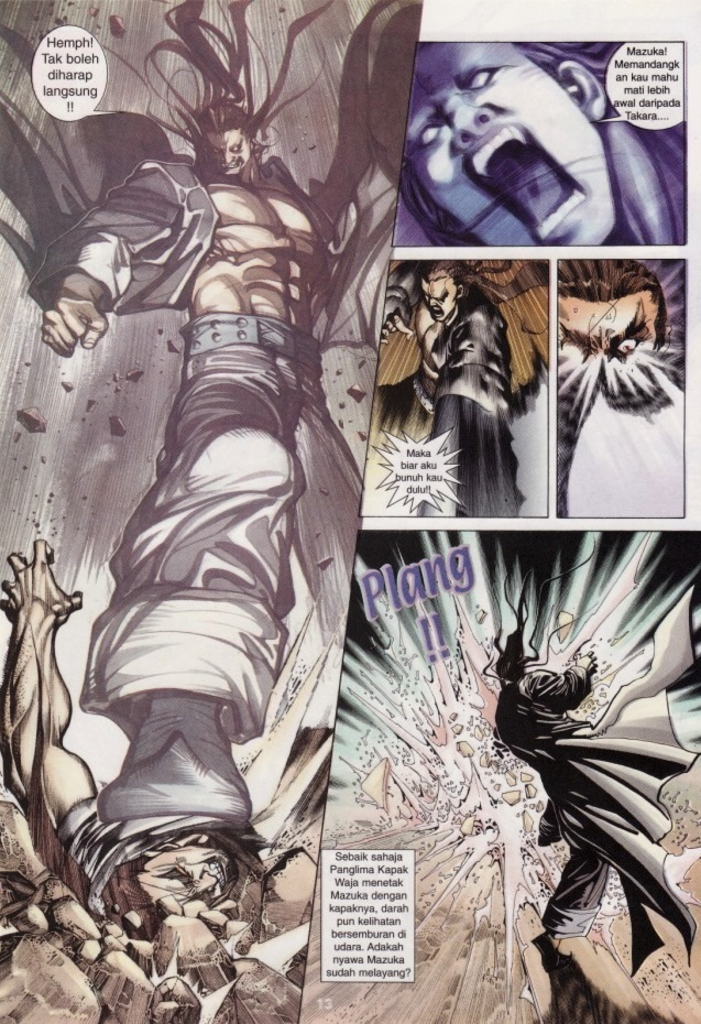 Hemph!
Tak boleh
diharap
langsung
!!
Mazuka!
Memandangk
an kau mahu
mati lebih
awal daripada
Takara....
Maka
biar aku
bunuh kau
dulu!!
Plang
!!
Sebaik sahaja
Panglima Kapak
Waja menetak
Mazuka dengan
kapaknya, darah
pun kelihatan
bersemburan di
udara. Adakah
nyawa Mazuka
sudah melayang?
13